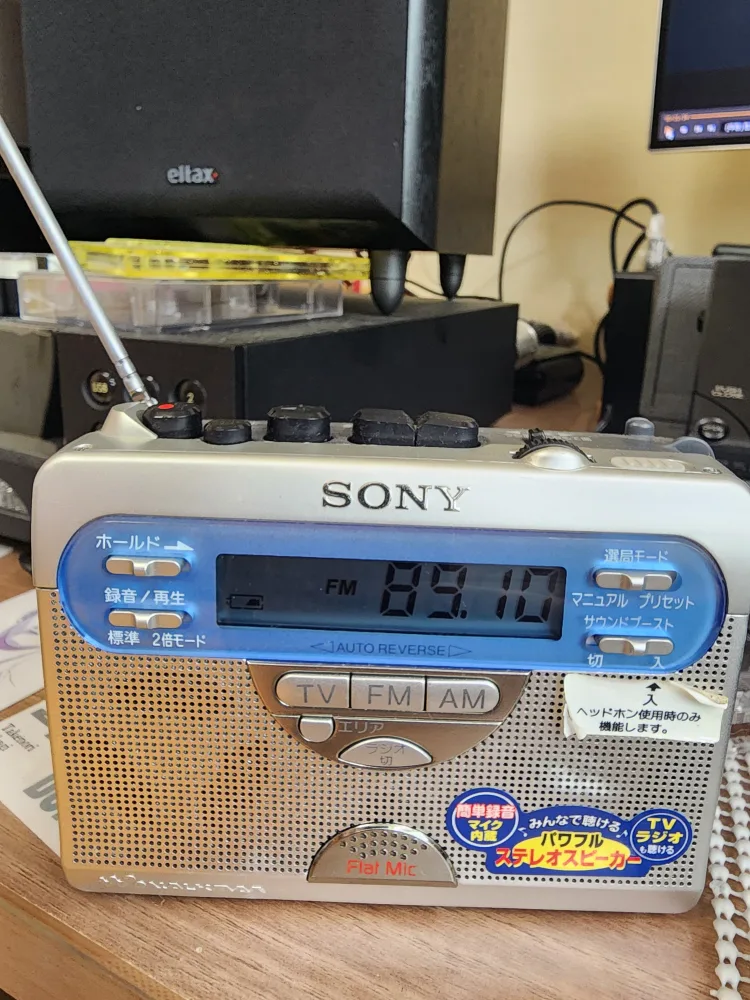 eltax
SONY
ホールド
録音/再生
標準 2倍モード
FM 89.10
AUTO REVERSE
選局モード
マニュアル プリセット
サウンドブースト
切 入
入
ヘッドホン使用時のみ
機能します。
TV FM AM
エリア
ラジオ
切
簡単録音
マイク
内蔵
みんなで聴ける
パワフル
ステレオスピーカー
TV
ラジオ
も聴ける
Flat Mic
WALKMAN
Takanori